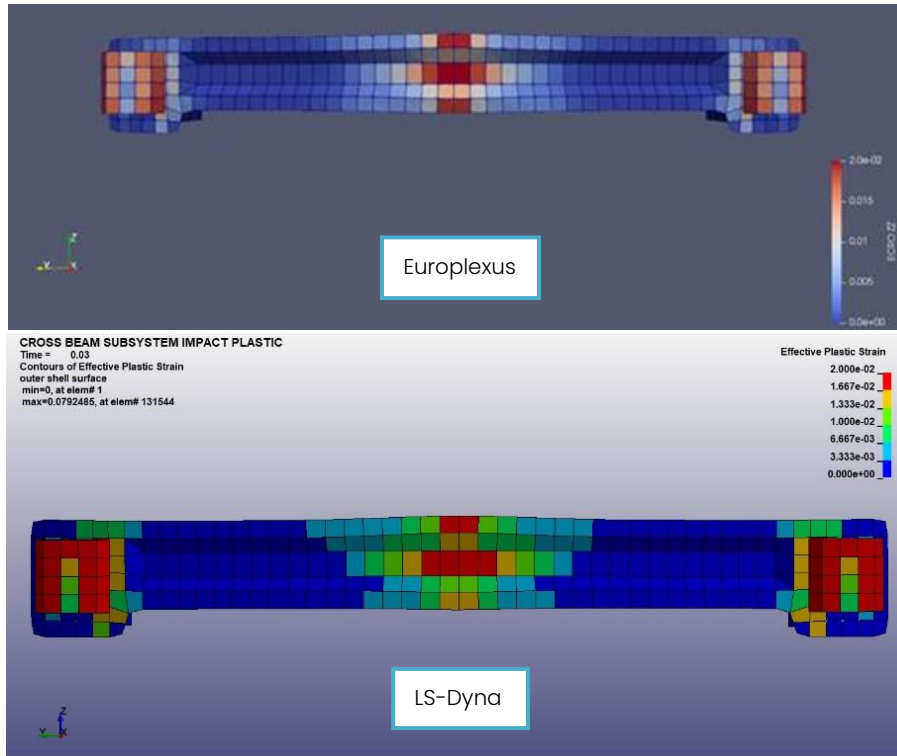 2.0e-02
0.015
0.01
0.005
0.0e+00
ECRO ZZ
Z
Y
X
Europlexus
CROSS BEAM SUBSYSTEM IMPACT PLASTIC
Time = 0.03
Contours of Effective Plastic Strain
outer shell surface
min=0, at elem# 1
max=0.0792485, at elem# 131544
Effective Plastic Strain
2.000e-02
1.667e-02
1.333e-02
1.000e-02
6.667e-03
3.333e-03
0.000e+00
LS-Dyna
Z
Y
X